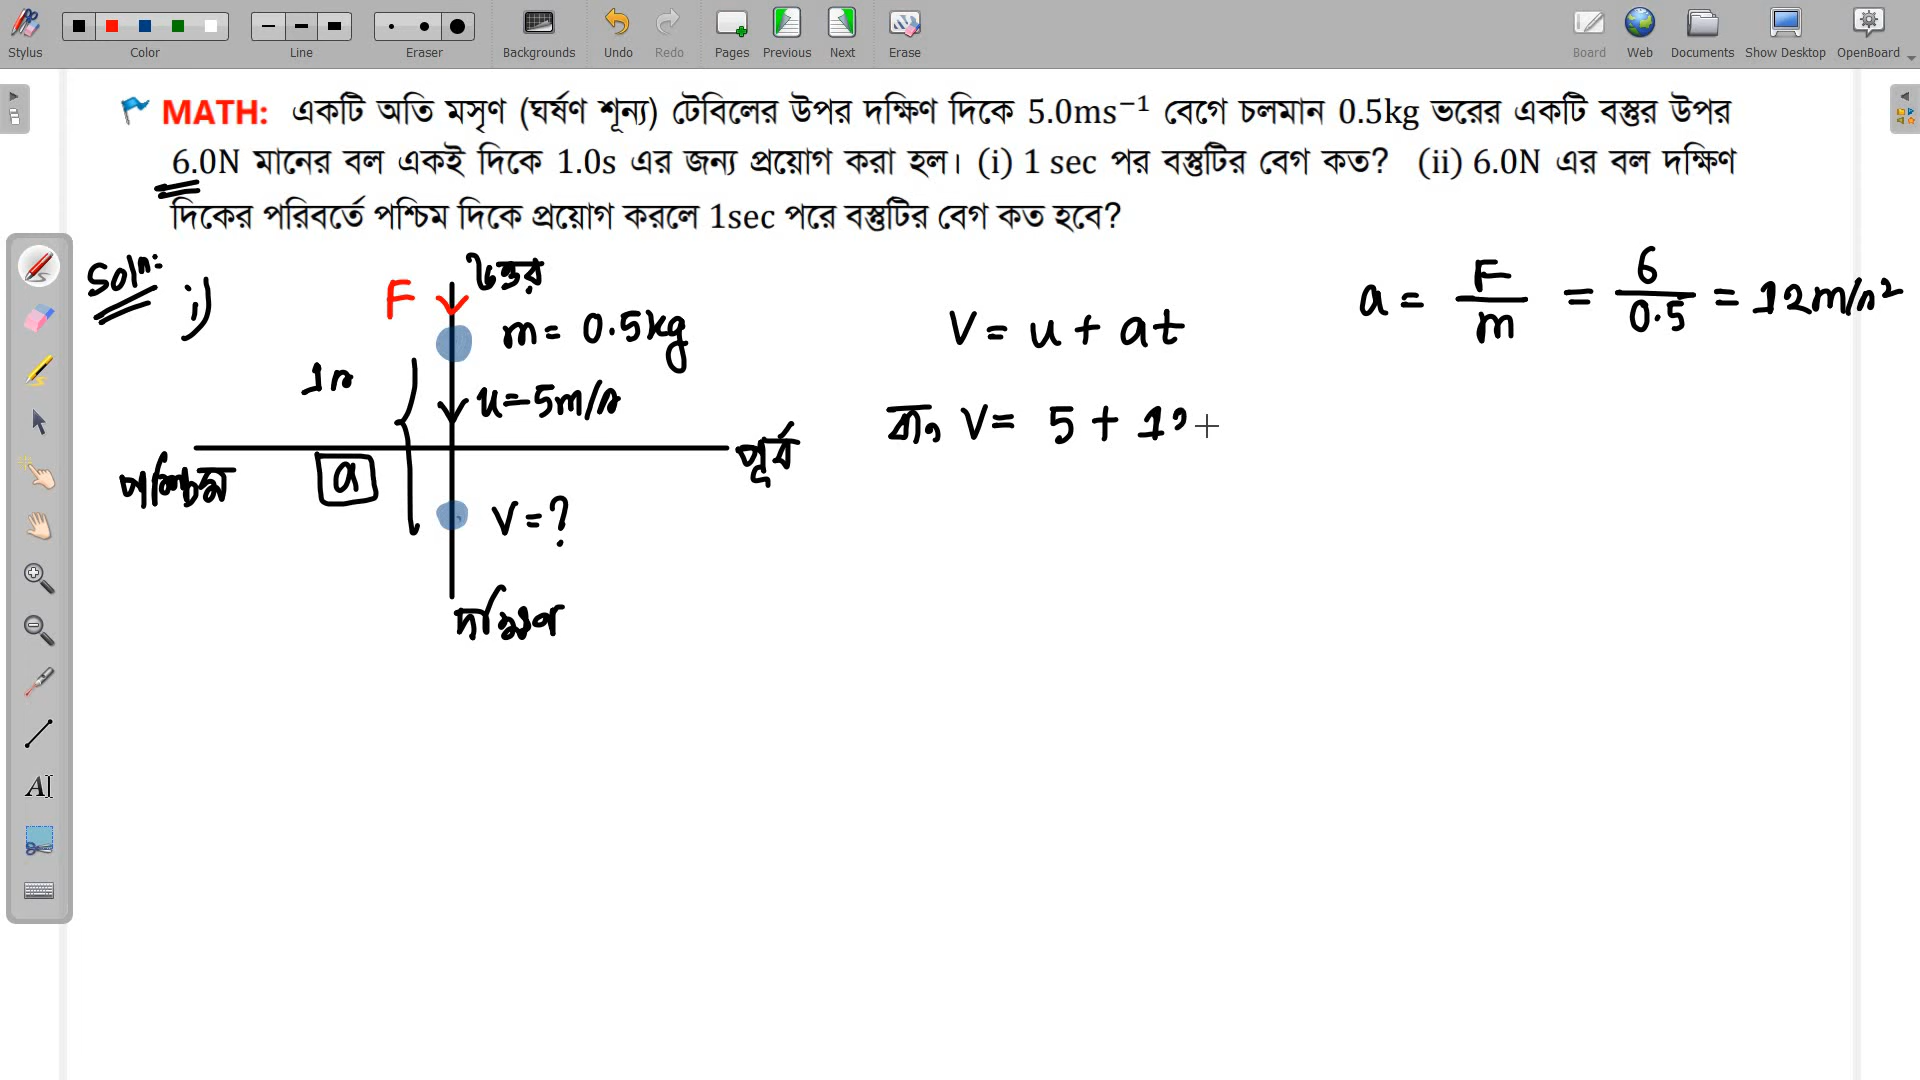 Stylus
Color
Line
Eraser
Backgrounds
Undo
Redo
Pages
Previous
Next
Erase
Board
Web
Documents
Show Desktop
OpenBoard
MATH: একটি অতি মসৃণ (ঘর্ষণ শূন্য) টেবিলের উপর দক্ষিণ দিকে 5.0ms⁻¹ বেগে চলমান 0.5kg ভরের একটি বস্তুর উপর
6.0N মানের বল একই দিকে 1.0s এর জন্য প্রয়োগ করা হল। (i) 1 sec পর বস্তুটির বেগ কত? (ii) 6.0N এর বল দক্ষিণ
দিকের পরিবর্তে পশ্চিম দিকে প্রয়োগ করলে 1sec পরে বস্তুটির বেগ কত হবে?
Soln:
i)
F
উত্তর
m = 0.5kg
1s
u=5m/s
পশ্চিম
a
পূর্ব
V=?
দক্ষিণ
V = u + at
a = F/m = 6/0.5 = 12m/s²
বা, V= 5 + 12
AI